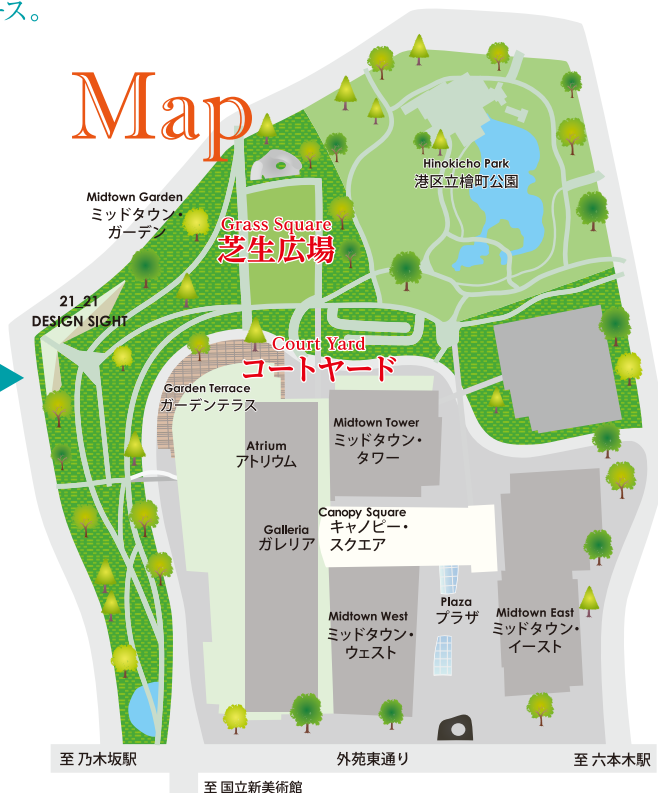 ース。
Map
Hinokicho Park
港区立檜町公園
Midtown Garden
ミッドタウン・
ガーデン
Grass Square
芝生広場
21_21
DESIGN SIGHT
Court Yard
コートヤード
Garden Terrace
ガーデンテラス
Midtown Tower
ミッドタウン・
タワー
Atrium
アトリウム
Canopy Square
キャノピー・
スクエア
Galleria
ガレリア
Plaza
プラザ
Midtown West
ミッドタウン・
ウェスト
Midtown East
ミッドタウン・
イースト
至 乃木坂駅
外苑東通り
至 六本木駅
至 国立新美術館